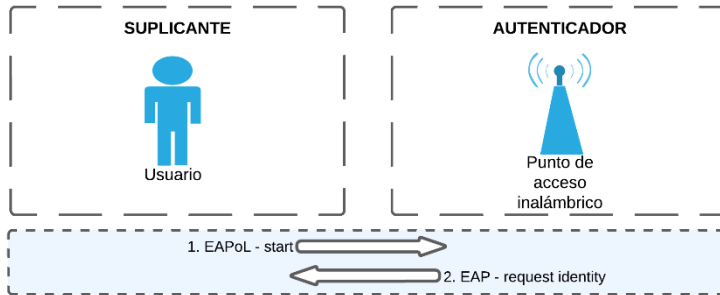 SUPLICANTE
Usuario
AUTENTICADOR
Punto de
acceso
inalámbrico
1. EAPoL - start
2. EAP - request identity